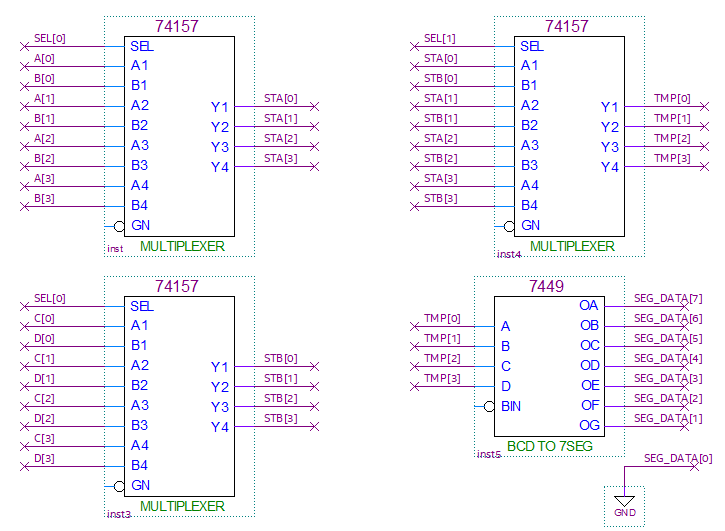 74157
SEL[0]
SEL
A[0]
A1
B[0]
B1
A[1]
A2
Y1
STA[0]
B[1]
B2
Y2
STA[1]
A[2]
A3
Y3
STA[2]
B[2]
B3
Y4
STA[3]
A[3]
A4
B[3]
B4
GN
inst
MULTIPLEXER
74157
SEL[1]
SEL
STA[0]
A1
STB[0]
B1
STA[1]
A2
Y1
TMP[0]
STB[1]
B2
Y2
TMP[1]
STA[2]
A3
Y3
TMP[2]
STB[2]
B3
Y4
TMP[3]
STA[3]
A4
STB[3]
B4
GN
inst4
MULTIPLEXER
74157
SEL[0]
SEL
C[0]
A1
D[0]
B1
C[1]
A2
Y1
STB[0]
D[1]
B2
Y2
STB[1]
C[2]
A3
Y3
STB[2]
D[2]
B3
Y4
STB[3]
C[3]
A4
D[3]
B4
GN
inst3
MULTIPLEXER
7449
OA
SEG_DATA[7]
TMP[0]
A
OB
SEG_DATA[6]
TMP[1]
B
OC
SEG_DATA[5]
TMP[2]
C
OD
SEG_DATA[4]
TMP[3]
D
OE
SEG_DATA[3]
BIN
OF
SEG_DATA[2]
OG
SEG_DATA[1]
inst5
BCD TO 7SEG
SEG_DATA[0]
GND